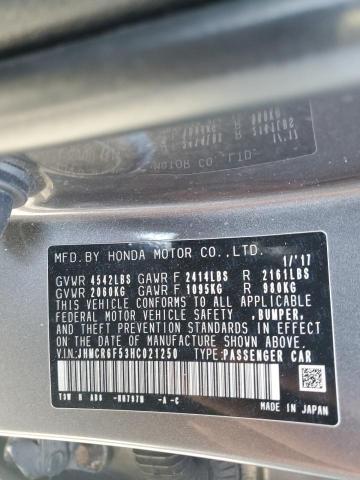 MFD.BY HONDA MOTOR CO.,LTD. 1/'17
GVWR 4542LBS GAWR F 2414LBS R 2161LBS
GVWR 2060KG GAWR F 1095KG R 980KG
THIS VEHICLE CONFORMS TO ALL APPLICABLE
FEDERAL MOTOR VEHICLE SAFETY ,BUMPER,
AND THEFT PREVENTION STANDARDS IN EFFECT ON
THE DATE OF MANUFACTURE SHOWN ABOVE.
V.I.N:JHMCR6F53HC021250 TYPE:PASSENGER CAR
-A-C
MADE IN JAPAN